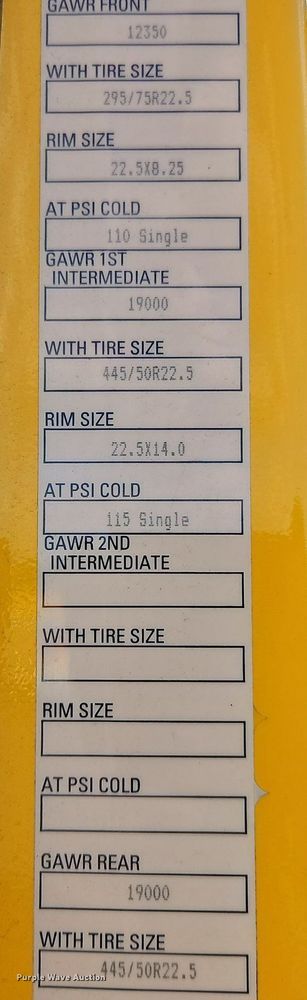 GAWR FRONT
12350
WITH TIRE SIZE
295/75R22.5
RIM SIZE
22.5X8.25
AT PSI COLD
110 Single
GAWR 1ST
INTERMEDIATE
19000
WITH TIRE SIZE
445/50R22.5
RIM SIZE
22.5X14.0
AT PSI COLD
115 Single
GAWR 2ND
INTERMEDIATE
WITH TIRE SIZE
RIM SIZE
AT PSI COLD
GAWR REAR
19000
WITH TIRE SIZE
445/50R22.5
Purple Wave Auction